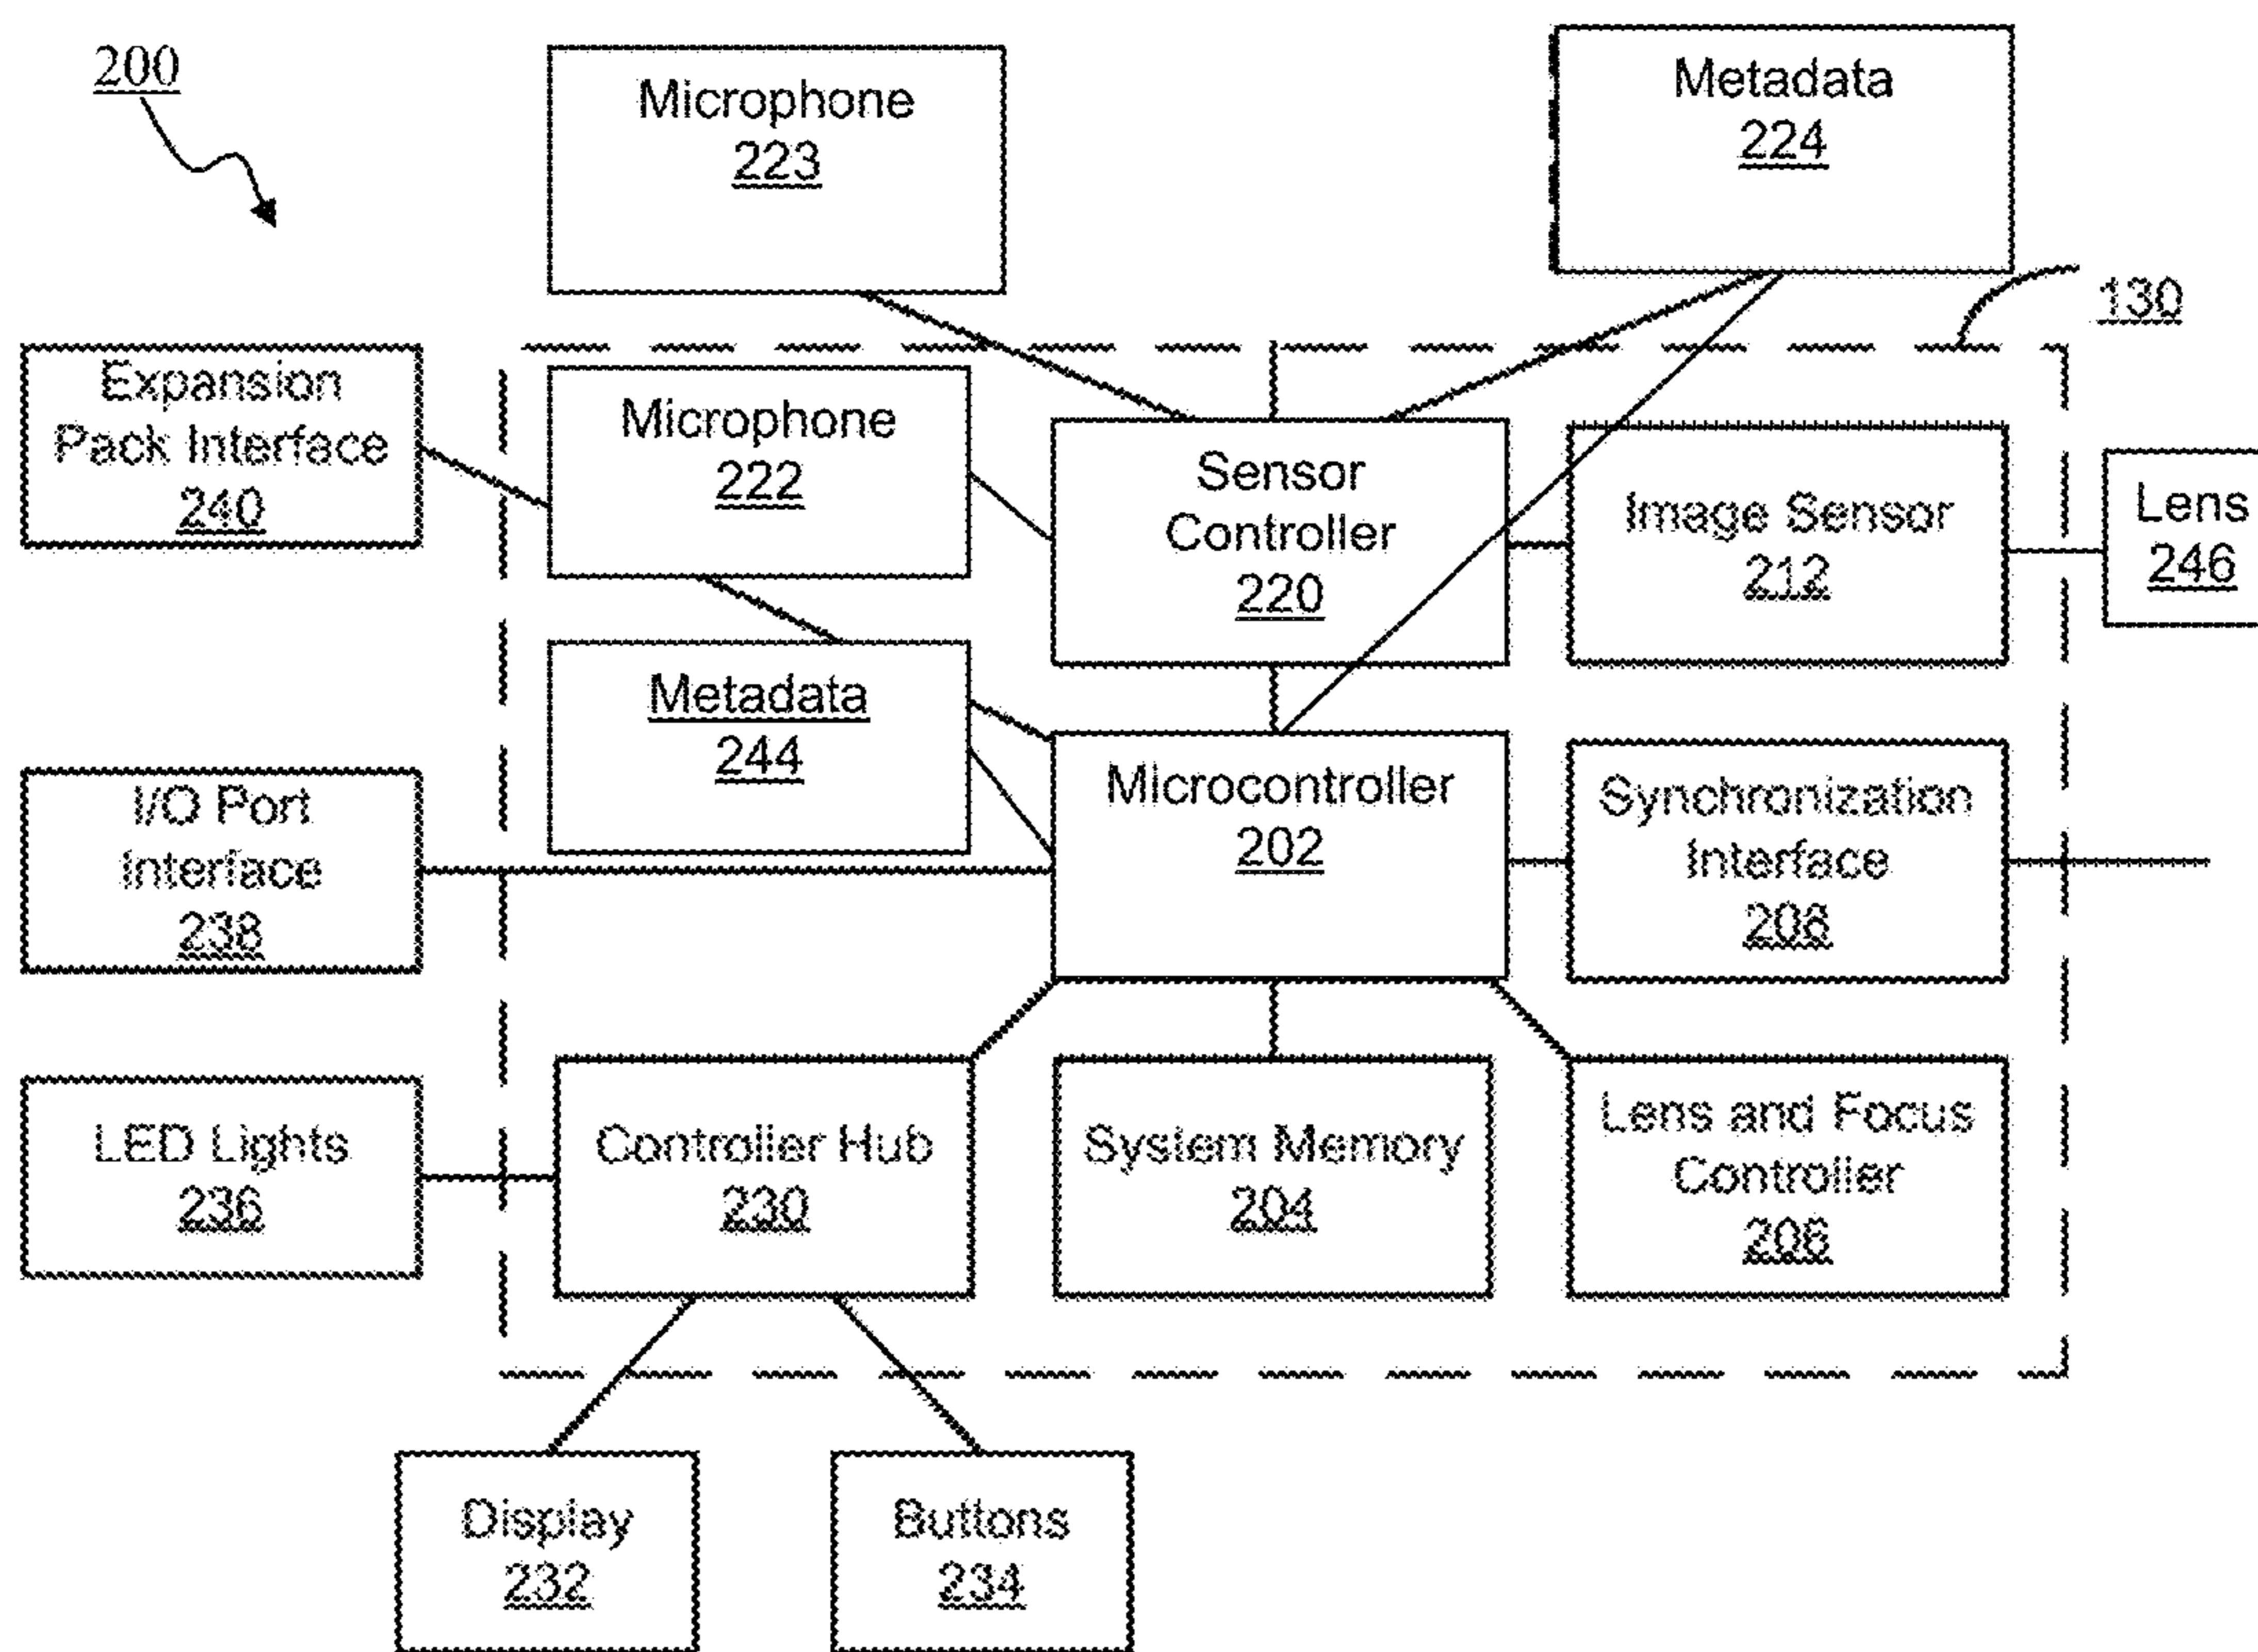 200
Microphone
223
Metadata
224
130
Expansion
Pack Interface
240
Microphone
222
Sensor
Controller
220
Image Sensor
212
Lens
246
Metadata
244
I/O Port
Interface
238
Microcontroller
202
Synchronization
Interface
208
LED Lights
236
Controller Hub
230
System Memory
204
Lens and Focus
Controller
206
Display
232
Buttons
234